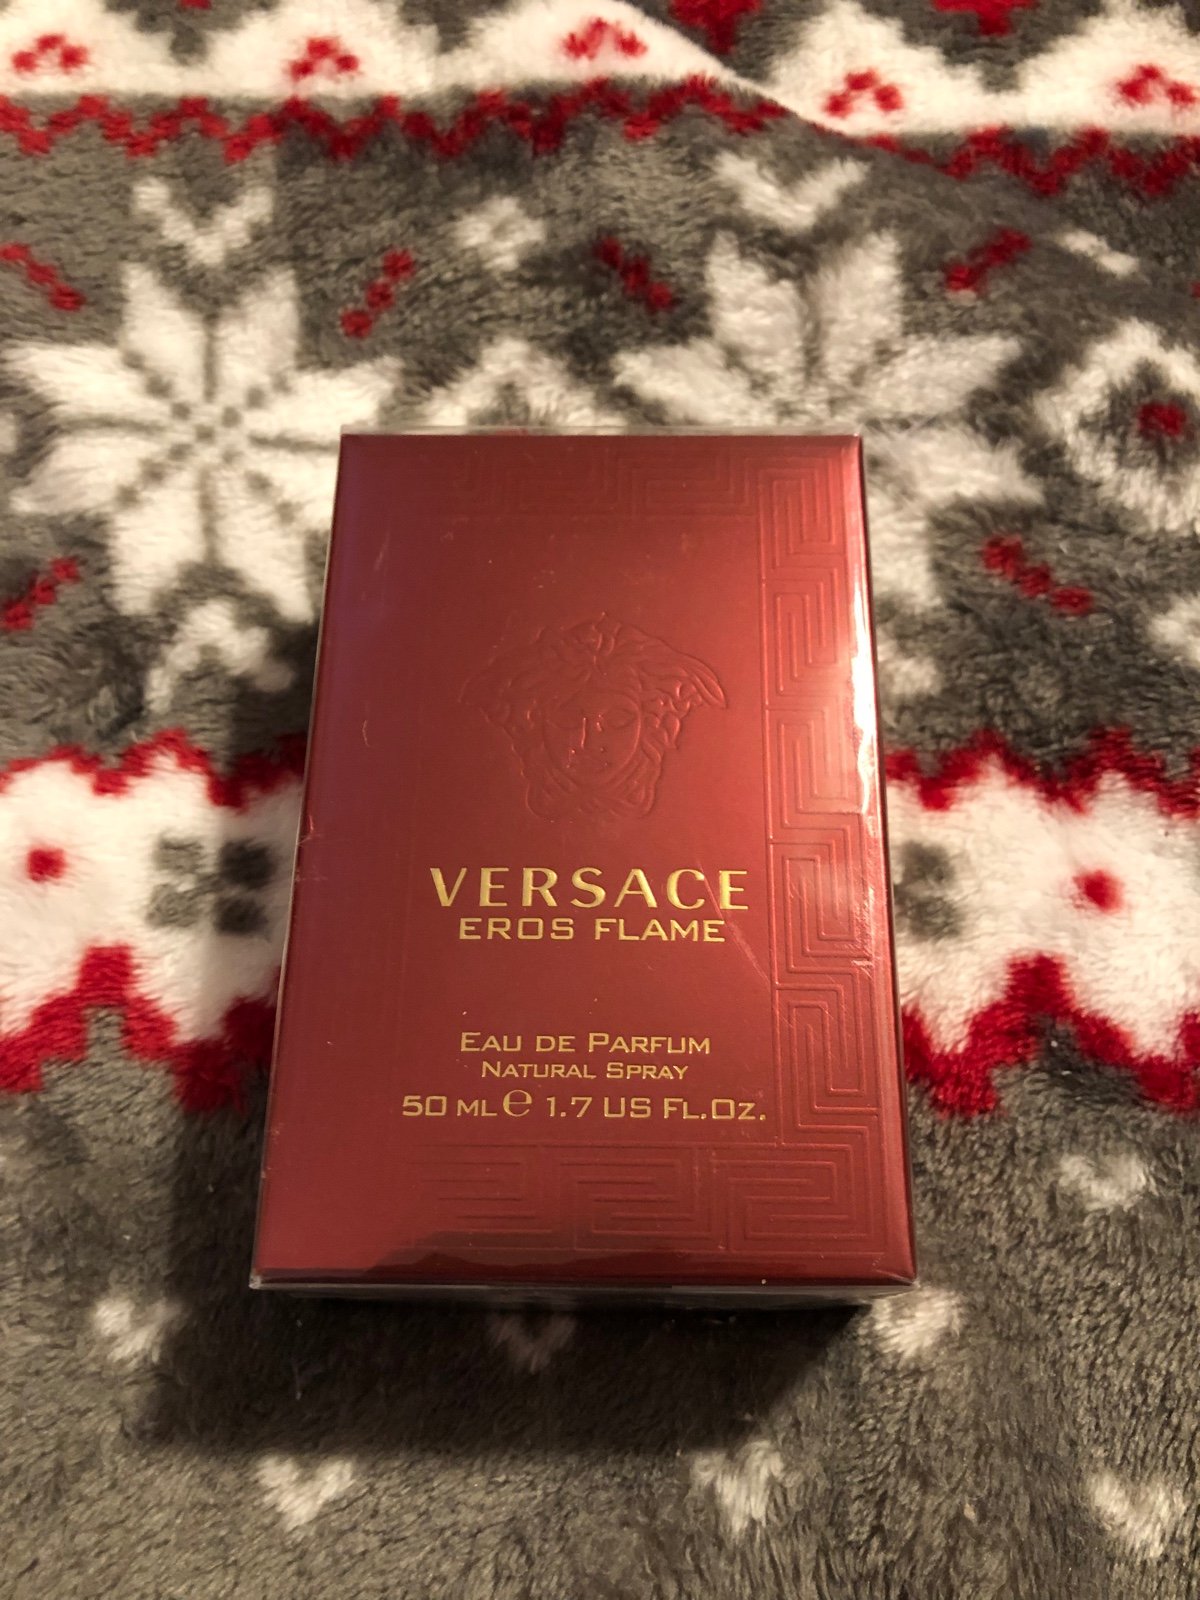 VERSACE
EROS FLAME
EAU DE PARFUM
NATURAL SPRAY
50 ML ℮ 1.7 US FL.OZ.